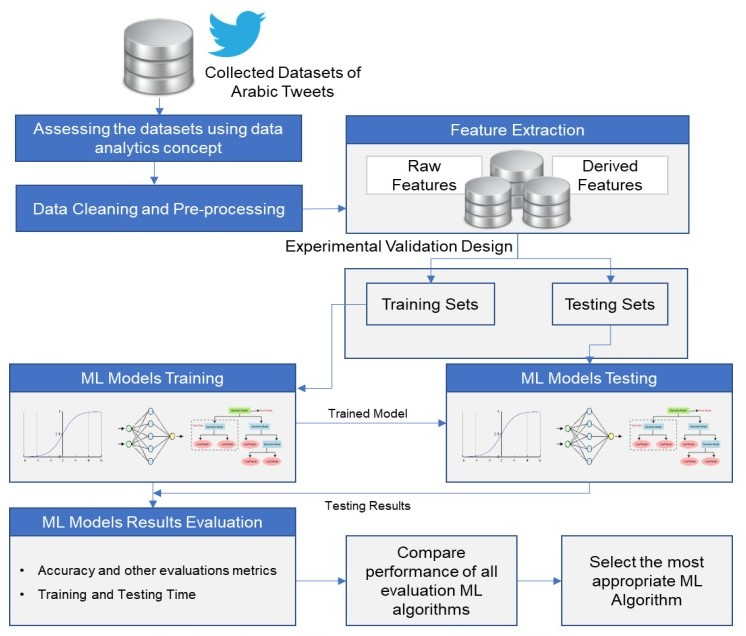 Collected Datasets of
Arabic Tweets
Assessing the datasets using data
analytics concept
Data Cleaning and Pre-processing
Feature Extraction
Raw
Features
Derived
Features
Experimental Validation Design
Training Sets
Testing Sets
ML Models Training
Trained Model
ML Models Testing
Testing Results
ML Models Results Evaluation
• Accuracy and other evaluations metrics
• Training and Testing Time
Compare
performance of all
evaluation ML
algorithms
Select the most
appropriate ML
Algorithm